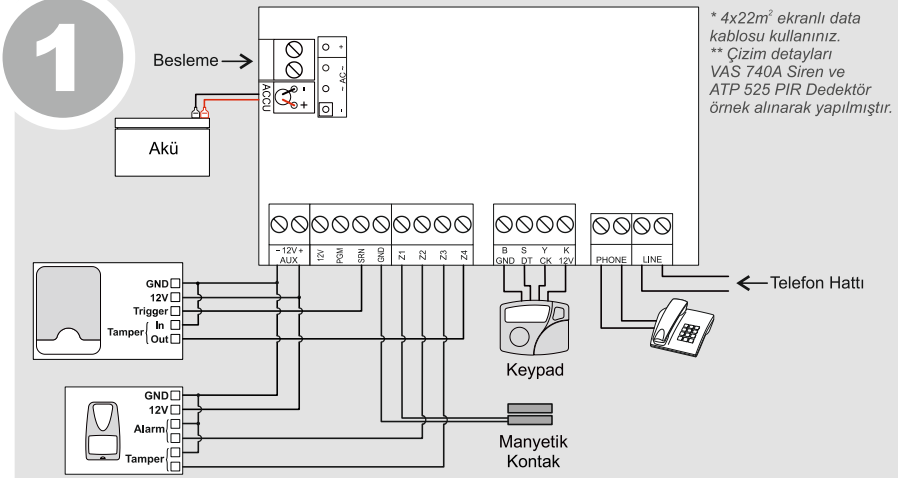 1
Besleme
ACCU
- +
+
~ AC ~
-
Akü
* 4x22m² ekranlı data
kablosu kullanınız.
** Çizim detayları
VAS 740A Siren ve
ATP 525 PIR Dedektör
örnek alınarak yapılmıştır.
- 12V +
AUX
12V
PGM
SRN
GND
Z1
Z2
Z3
Z4
B S Y K
GND DT CK 12V
PHONE
LINE
Telefon Hattı
GND
12V
Trigger
Tamper
In
Out
Keypad
GND
12V
Alarm
Tamper
Manyetik
Kontak